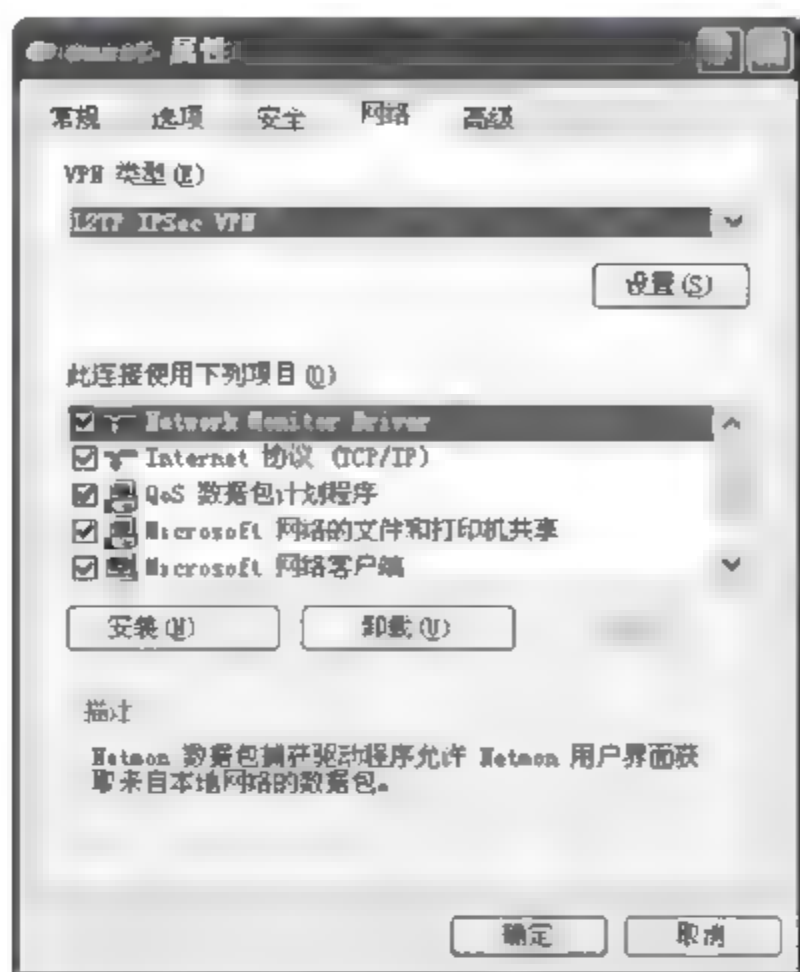 属性
常规 选项 安全 网络 高级
VPN 类型(E)
L2TP IPSec VPN
设置(S)
此连接使用下列项目(O)
Network Monitor Driver
Internet 协议 (TCP/IP)
QoS 数据包计划程序
Microsoft 网络的文件和打印机共享
Microsoft 网络客户端
安装(N) 卸载(U)
描述
Netmon 数据包捕获驱动程序允许 Netmon 用户界面获
取来自本地网络的数据包。
确定 取消